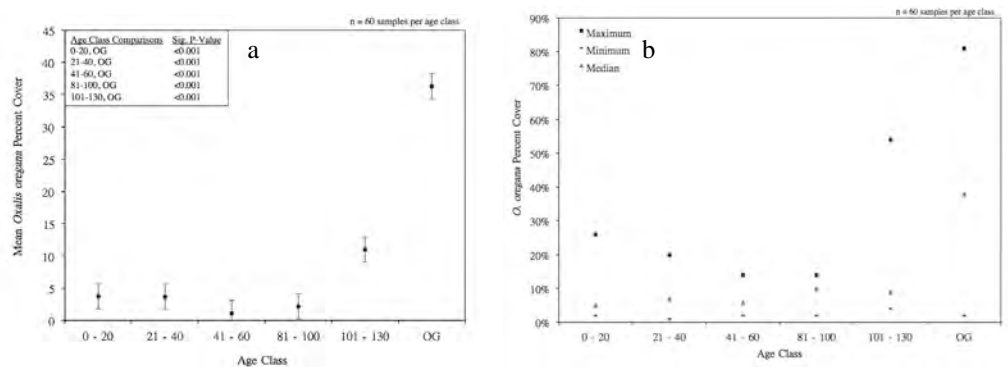 n = 60 samples per age class
a
Age Class Comparisons Sig. P-Value
0-20, OG <0.001
21-40, OG <0.001
41-60, OG <0.001
81-100, OG <0.001
101-130, OG <0.001
45
40
35
30
25
20
15
10
5
0
Mean Oxalis oregana Percent Cover
0 - 20 21 - 40 41 - 60 81 - 100 101 - 130 OG
Age Class
n = 60 samples per age class
b
Maximum
Minimum
Median
90%
80%
70%
60%
50%
40%
30%
20%
10%
0%
O. oregana Percent Cover
0 - 20 21 - 40 41 - 60 81 - 100 101 - 130 OG
Age Class